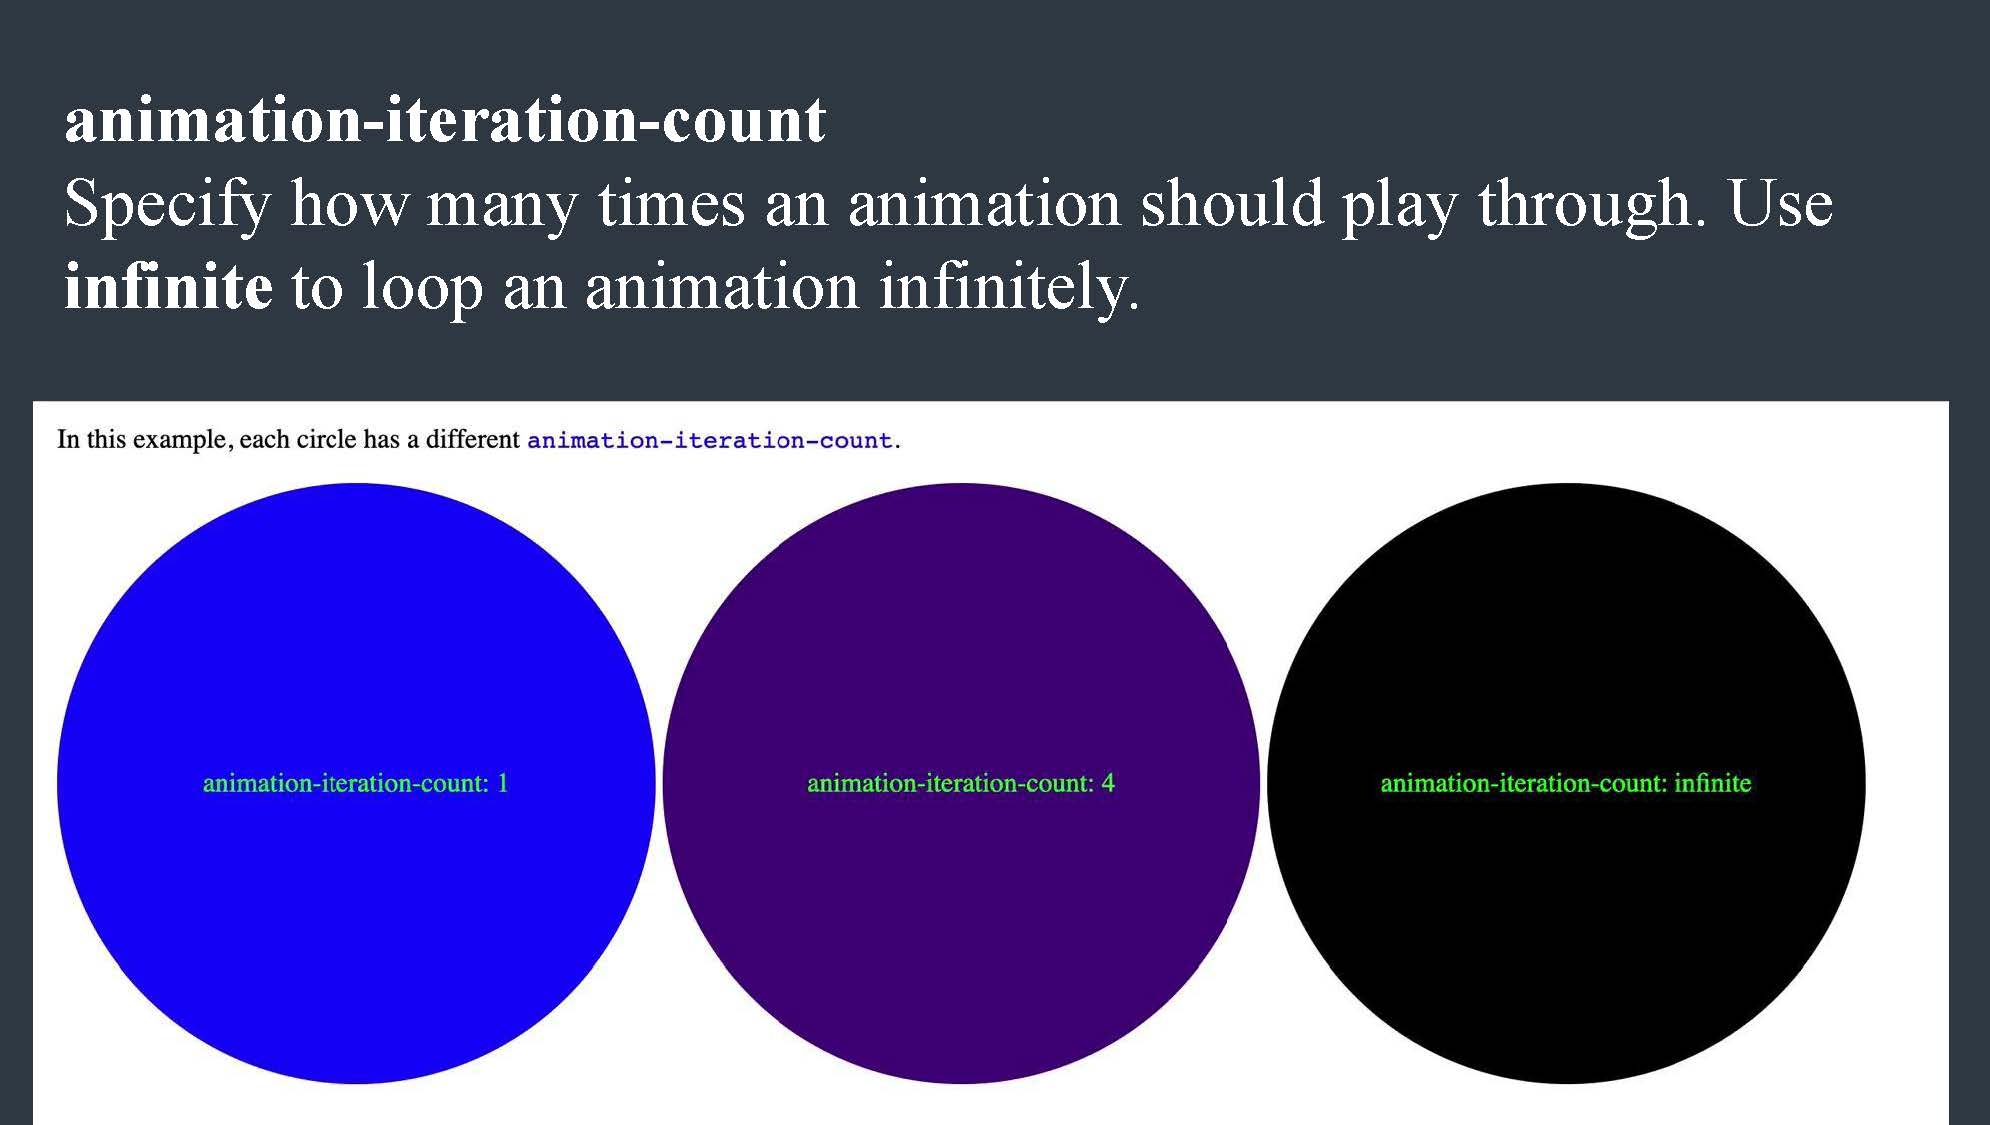 animation-iteration-count
Specify how many times an animation should play through. Use
infinite to loop an animation infinitely.
In this example, each circle has a different animation-iteration-count.
animation-iteration-count: 1
animation-iteration-count: 4
animation-iteration-count: infinite